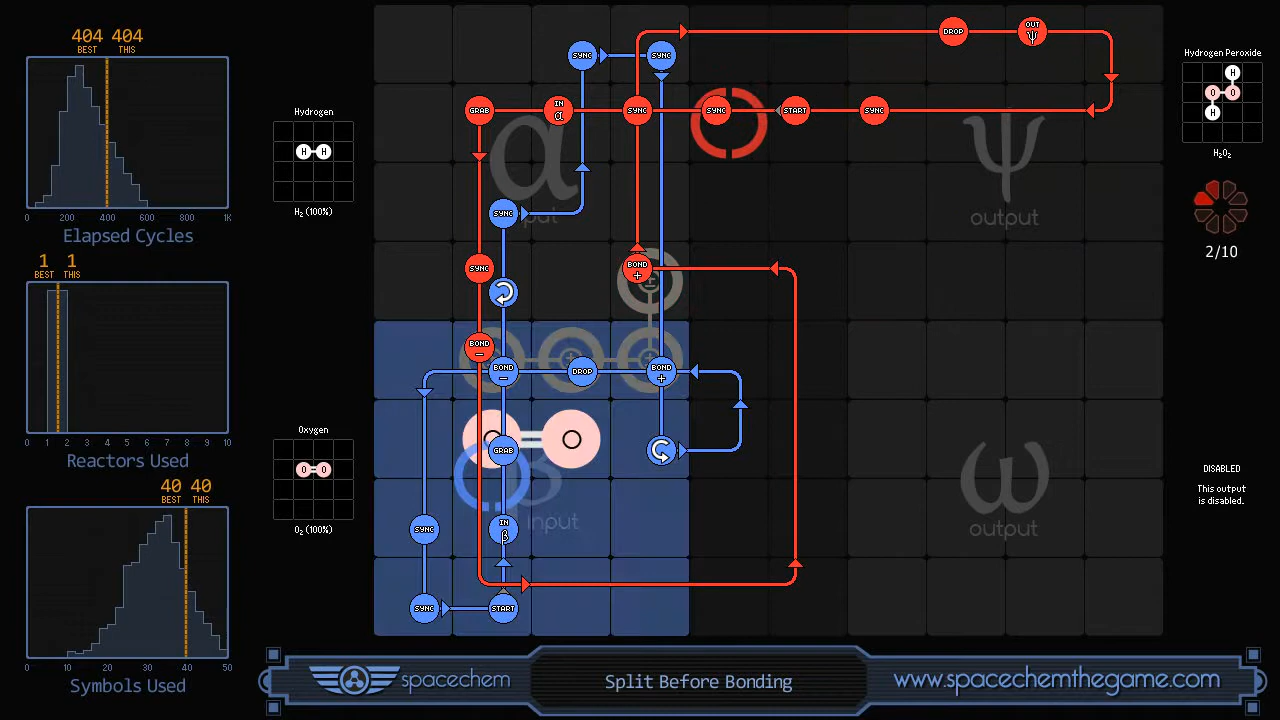 404 404
BEST THIS
0 200 400 600 800 1K
Elapsed Cycles
1 1
BEST THIS
0 1 2 3 4 5 6 7 8 9 10
Reactors Used
40 40
BEST THIS
0 10 20 30 40 50
Symbols Used
Hydrogen
H H
H₂ (100%)
Oxygen
O O
O₂ (100%)
DROP
OUT ψ
SYNC
SYNC
GRAB
IN α
SYNC
SYNC
START
SYNC
α
input
ψ
output
SYNC
SYNC
BOND +
BOND −
BOND −
DROP
BOND +
GRAB
SYNC
IN β
β
input
ω
output
SYNC
START
Hydrogen Peroxide
H
O O
H
H₂O₂
2/10
DISABLED
This output
is disabled.
spacechem
Split Before Bonding
www.spacechemthegame.com